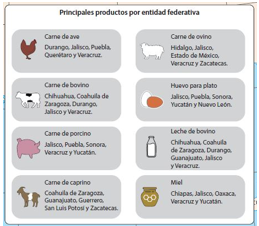 Principales productos por entidad federativa
Carne de ave
Durango, Jalisco, Puebla,
Querétaro y Veracruz.
Carne de ovino
Hidalgo, Jalisco,
Estado de México,
Veracruz y Zacatecas.
Carne de bovino
Chihuahua, Coahuila de
Zaragoza, Durango,
Jalisco y Veracruz.
Huevo para plato
Jalisco, Puebla, Sonora,
Yucatán y Nuevo León.
Carne de porcino
Jalisco, Puebla, Sonora,
Veracruz y Yucatán.
Leche de bovino
Chihuahua, Coahuila
de Zaragoza, Durango,
Guanajuato, Jalisco
y Veracruz.
Carne de caprino
Coahuila de Zaragoza,
Guanajuato, Guerrero,
San Luis Potosí y Zacatecas.
Miel
Chiapas, Jalisco, Oaxaca,
Veracruz y Yucatán.